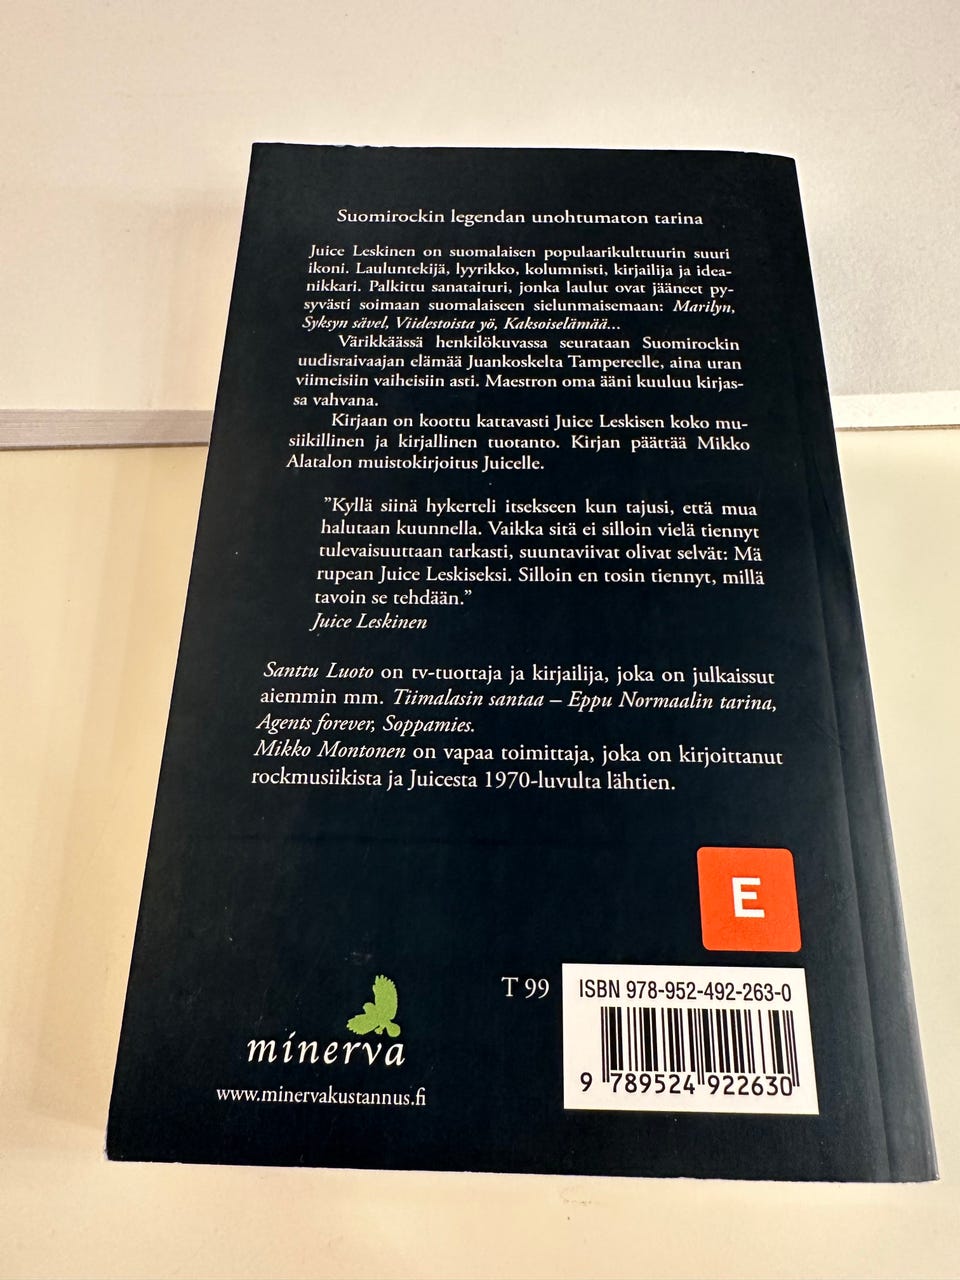 Suomirockin legendan unohtumaton tarina
Juice Leskinen on suomalaisen populaarikulttuurin suuri
ikoni. Lauluntekijä, lyyrikko, kolumnisti, kirjailija ja idea-
nikkari. Palkittu sanataituri, jonka laulut ovat jääneet py-
syvästi soimaan suomalaiseen sielunmaisemaan: Marilyn,
Syksyn sävel, Viidestoista yö, Kaksoiselämää...
Värikkäässä henkilökuvassa seurataan Suomirockin
uudisraivaajan elämää Juankoskelta Tampereelle, aina uran
viimeisiin vaiheisiin asti. Maestron oma ääni kuuluu kirjas-
sa vahvana.
Kirjaan on koottu kattavasti Juice Leskisen koko mu-
siikillinen ja kirjallinen tuotanto. Kirjan päättää Mikko
Alatalon muistokirjoitus Juicelle.
”Kyllä siinä hykerteli itsekseen kun tajusi, että mua
halutaan kuunnella. Vaikka sitä ei silloin vielä tiennyt
tulevaisuuttaan tarkasti, suuntaviivat olivat selvät: Mä
rupean Juice Leskiseksi. Silloin en tosin tiennyt, millä
tavoin se tehdään.”
Juice Leskinen
Santtu Luoto on tv-tuottaja ja kirjailija, joka on julkaissut
aiemmin mm. Tiimalasin santaa – Eppu Normaalin tarina,
Agents forever, Soppamies.
Mikko Montonen on vapaa toimittaja, joka on kirjoittanut
rockmusiikista ja Juicesta 1970-luvulta lähtien.
E
T 99
ISBN 978-952-492-263-0
9 789524 922630
minerva
www.minervakustannus.fi